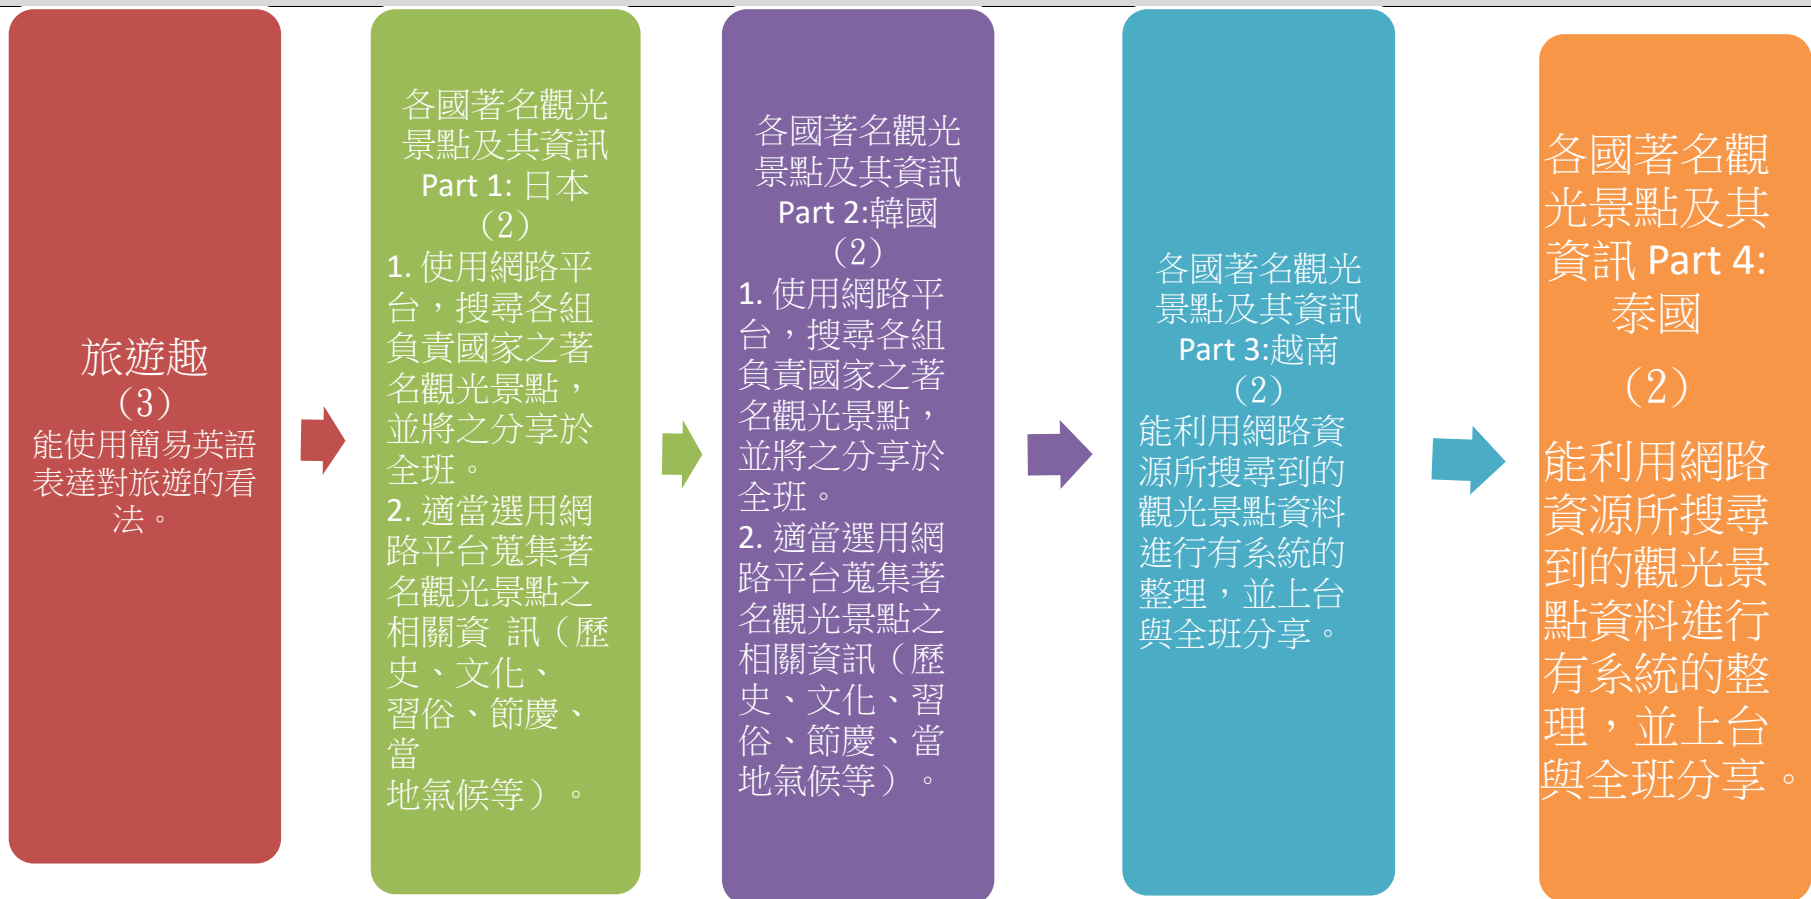 旅遊趣
（3）
能使用簡易英語
表達對旅遊的看
法。
各國著名觀光
景點及其資訊
Part 1: 日本
（2）
1. 使用網路平
台，搜尋各組
負責國家之著
名觀光景點，
並將之分享於
全班。
2. 適當選用網
路平台蒐集著
名觀光景點之
相關資 訊（歷
史、文化、
習俗、節慶、
當
地氣候等）。
各國著名觀光
景點及其資訊
Part 2:韓國
（2）
1. 使用網路平
台，搜尋各組
負責國家之著
名觀光景點，
並將之分享於
全班。
2. 適當選用網
路平台蒐集著
名觀光景點之
相關資訊（歷
史、文化、習
俗、節慶、當
地氣候等）。
各國著名觀光
景點及其資訊
Part 3:越南
（2）
能利用網路資
源所搜尋到的
觀光景點資料
進行有系統的
整理，並上台
與全班分享。
各國著名觀
光景點及其
資訊 Part 4:
泰國
（2）
能利用網路
資源所搜尋
到的觀光景
點資料進行
有系統的整
理，並上台
與全班分享。